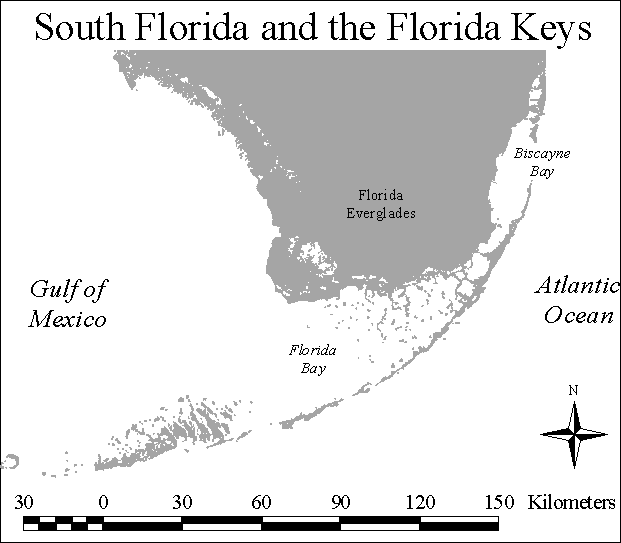 South Florida and the Florida Keys
Biscayne
Bay
Florida
Everglades
Gulf of
Mexico
Atlantic
Ocean
Florida
Bay
N
30 0 30 60 90 120 150 Kilometers